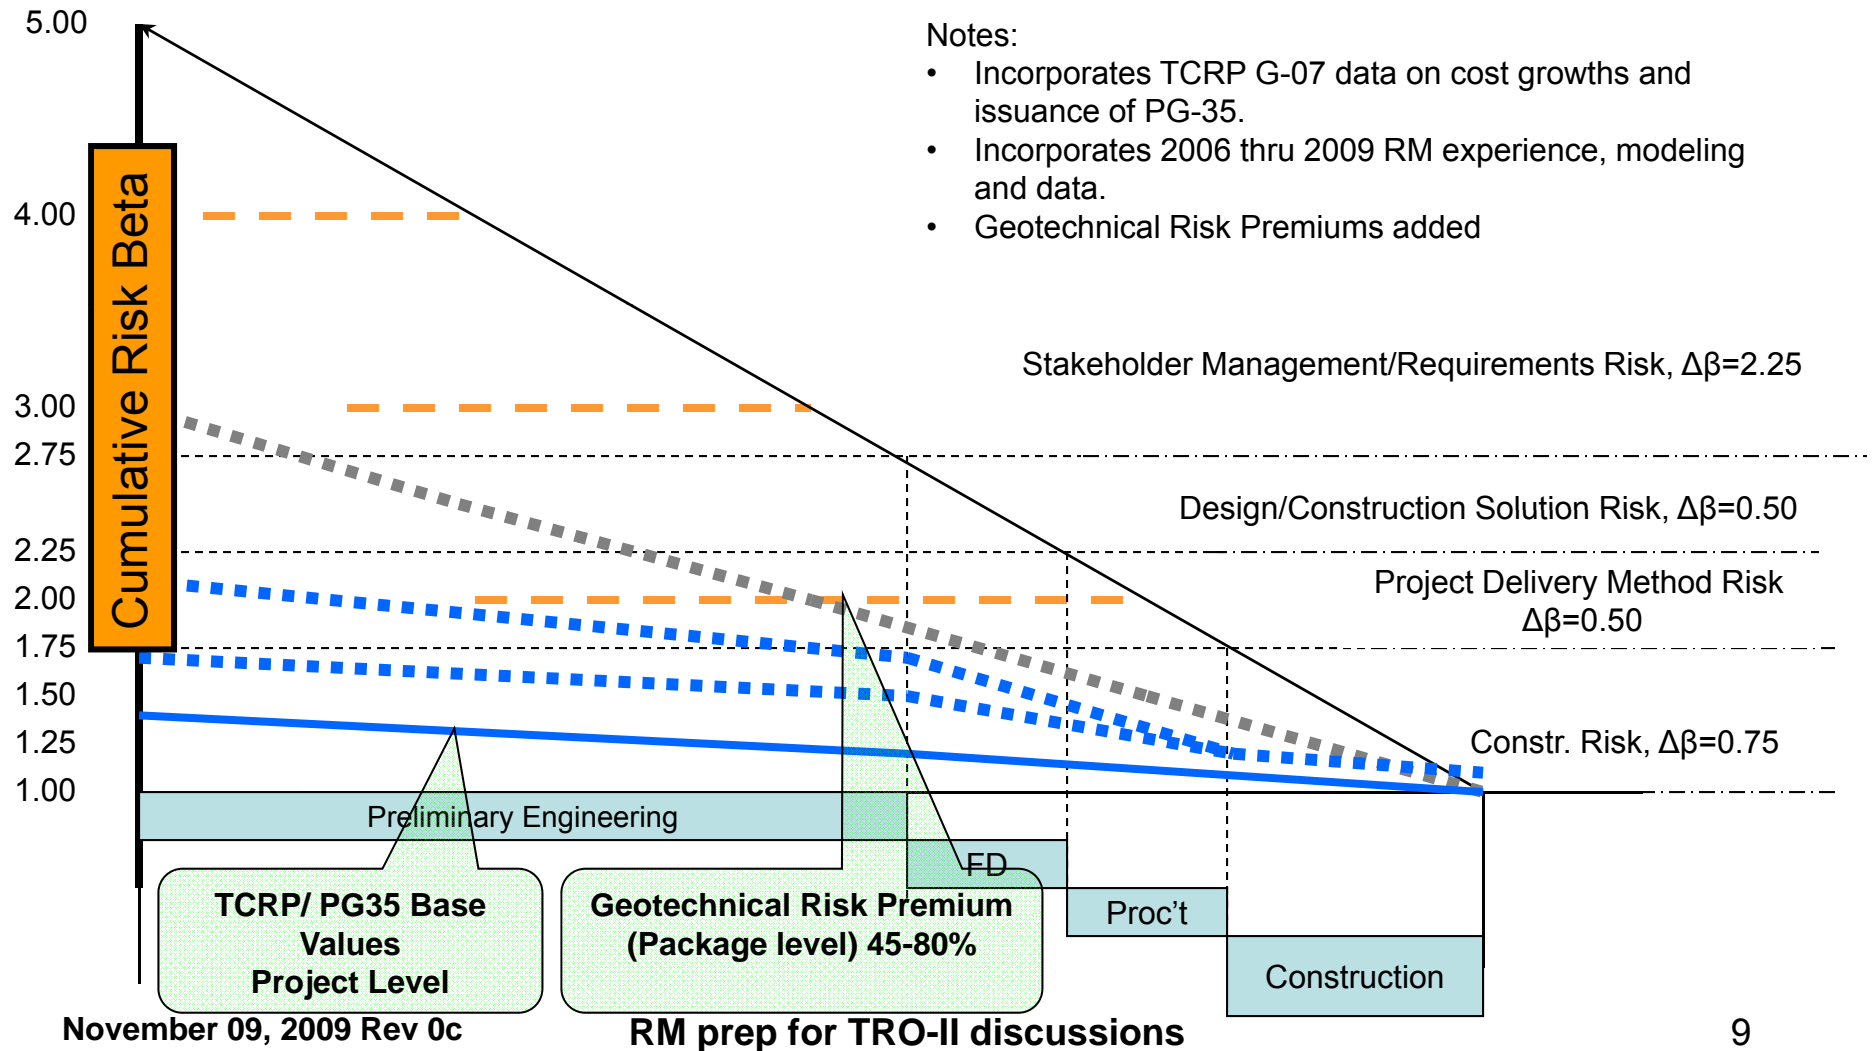 5.00
4.00
3.00
2.75
2.25
2.00
1.75
1.50
1.25
1.00
Cumulative Risk Beta
Notes:
• Incorporates TCRP G-07 data on cost growths and
issuance of PG-35.
• Incorporates 2006 thru 2009 RM experience, modeling
and data.
• Geotechnical Risk Premiums added
Stakeholder Management/Requirements Risk, Δβ=2.25
Design/Construction Solution Risk, Δβ=0.50
Project Delivery Method Risk
Δβ=0.50
Constr. Risk, Δβ=0.75
Preliminary Engineering
FD
Proc’t
Construction
TCRP/ PG35 Base
Values
Project Level
Geotechnical Risk Premium
(Package level) 45-80%
November 09, 2009 Rev 0c
RM prep for TRO-II discussions
9